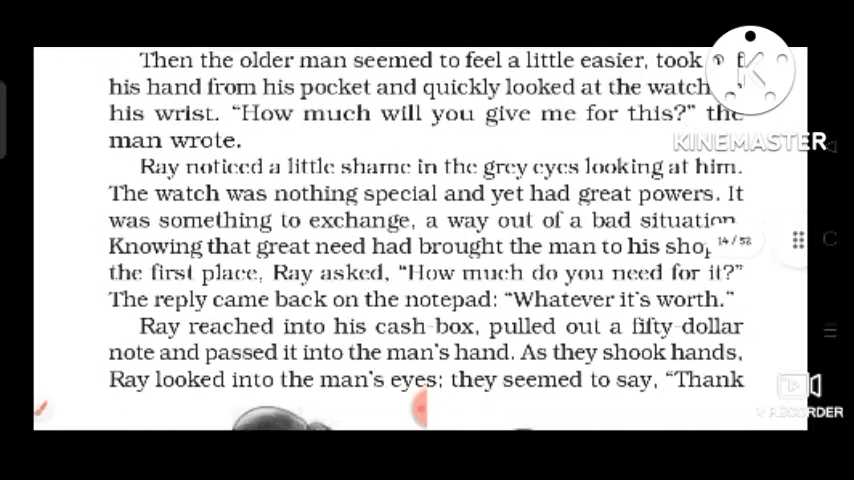 Then the older man seemed to feel a little easier, took
his hand from his pocket and quickly looked at the watch
his wrist. “How much will you give me for this?” the
man wrote.
Ray noticed a little shame in the grey eyes looking at him.
The watch was nothing special and yet had great powers. It
was something to exchange, a way out of a bad situation.
Knowing that great need had brought the man to his shop
the first place, Ray asked, “How much do you need for it?”
The reply came back on the notepad: “Whatever it's worth.”
Ray reached into his cash-box, pulled out a fifty-dollar
note and passed it into the man's hand. As they shook hands,
Ray looked into the man's eyes; they seemed to say, “Thank
KINEMASTER
14/58
RECORDER